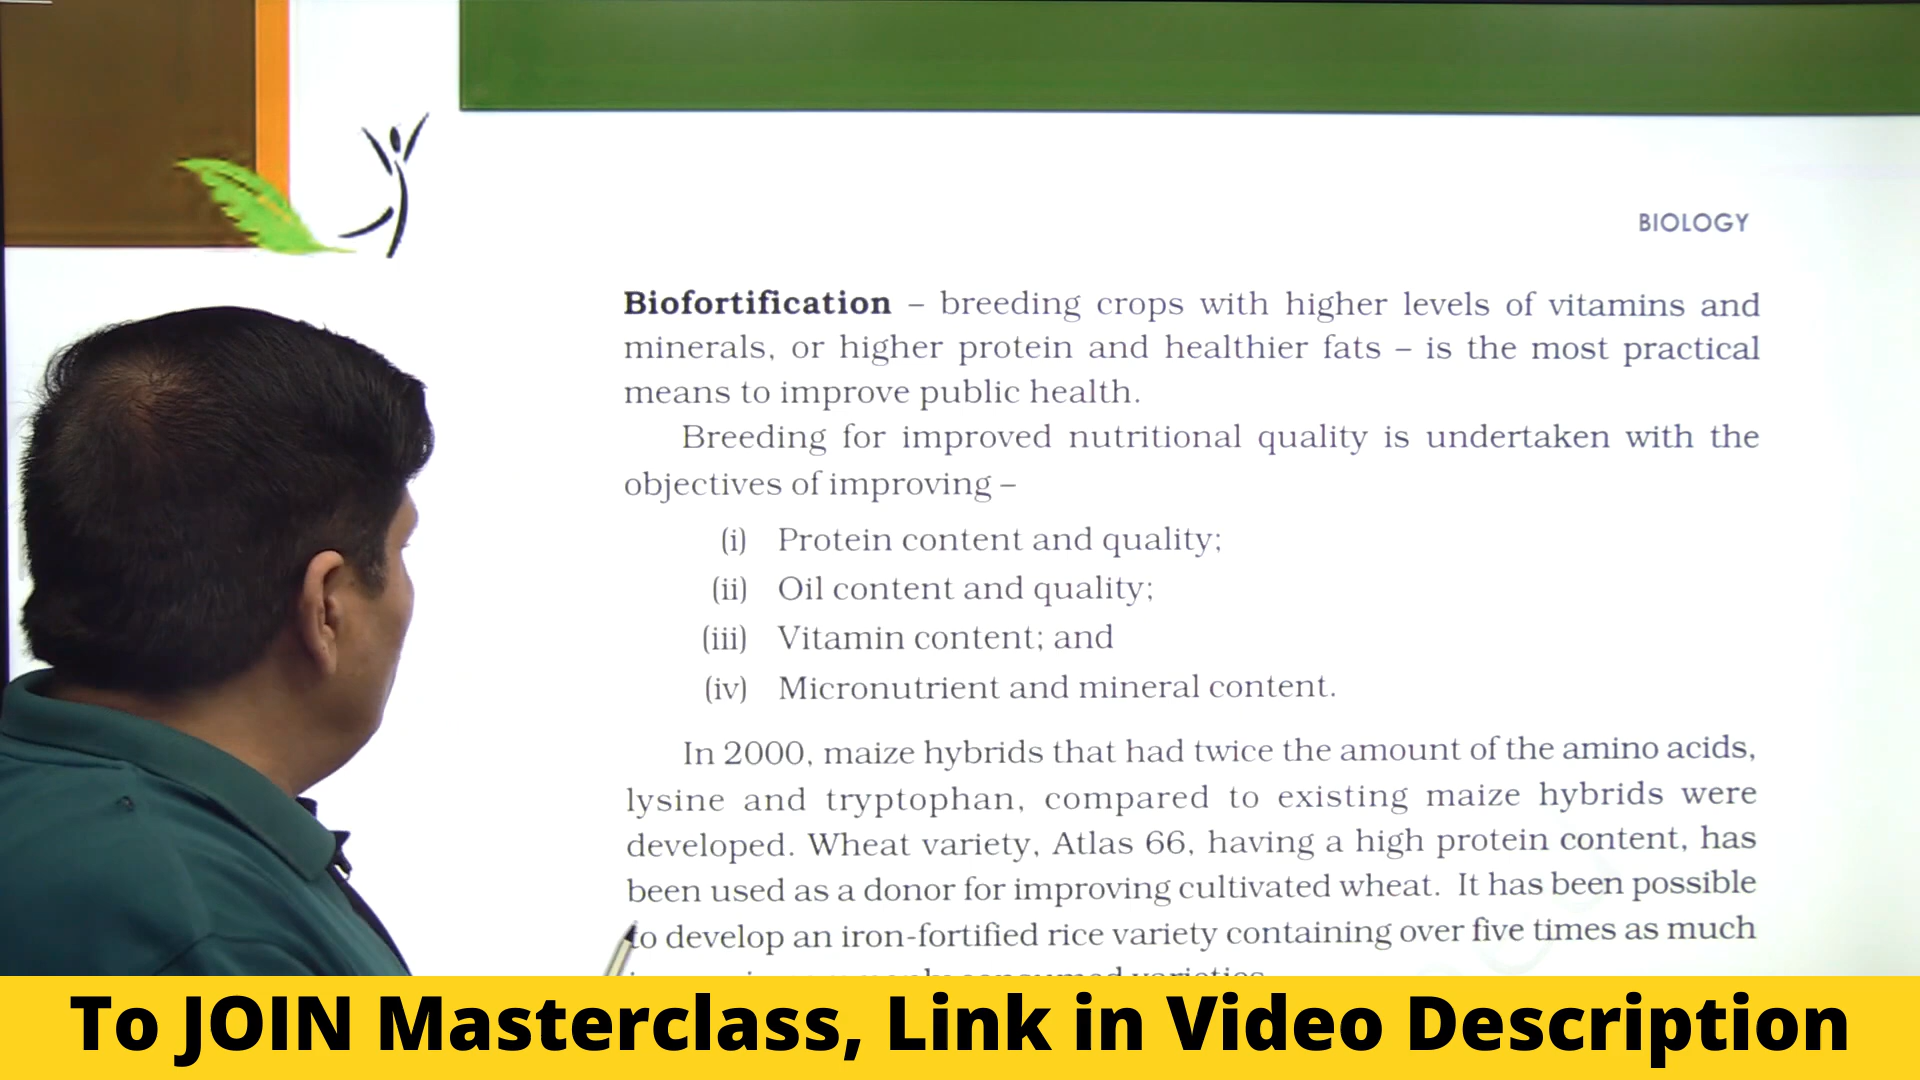 BIOLOGY
Biofortification – breeding crops with higher levels of vitamins and
minerals, or higher protein and healthier fats – is the most practical
means to improve public health.
Breeding for improved nutritional quality is undertaken with the
objectives of improving –
(i) Protein content and quality;
(ii) Oil content and quality;
(iii) Vitamin content; and
(iv) Micronutrient and mineral content.
In 2000, maize hybrids that had twice the amount of the amino acids,
lysine and tryptophan, compared to existing maize hybrids were
developed. Wheat variety, Atlas 66, having a high protein content, has
been used as a donor for improving cultivated wheat. It has been possible
to develop an iron-fortified rice variety containing over five times as much
consumed varieties.
To JOIN Masterclass, Link in Video Description